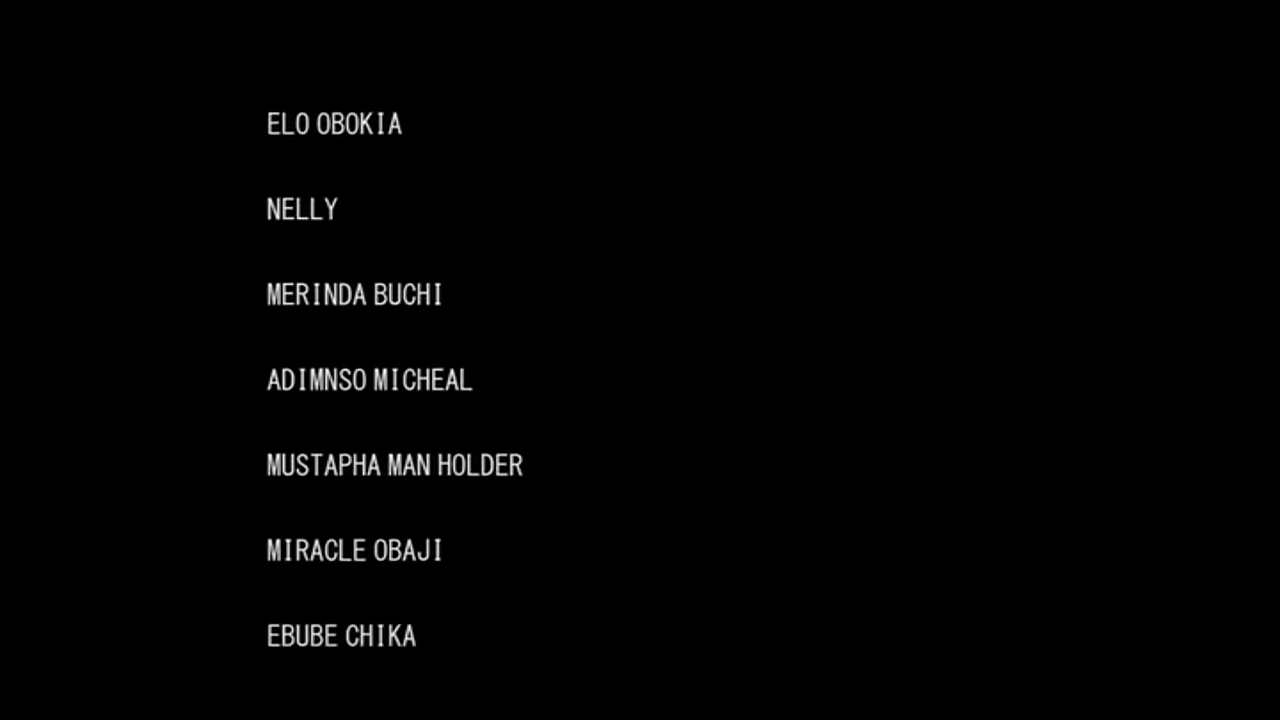 ELO OBOKIA
NELLY
MERINDA BUCHI
ADIMNSO MICHEAL
MUSTAPHA MAN HOLDER
MIRACLE OBAJI
EBUBE CHIKA